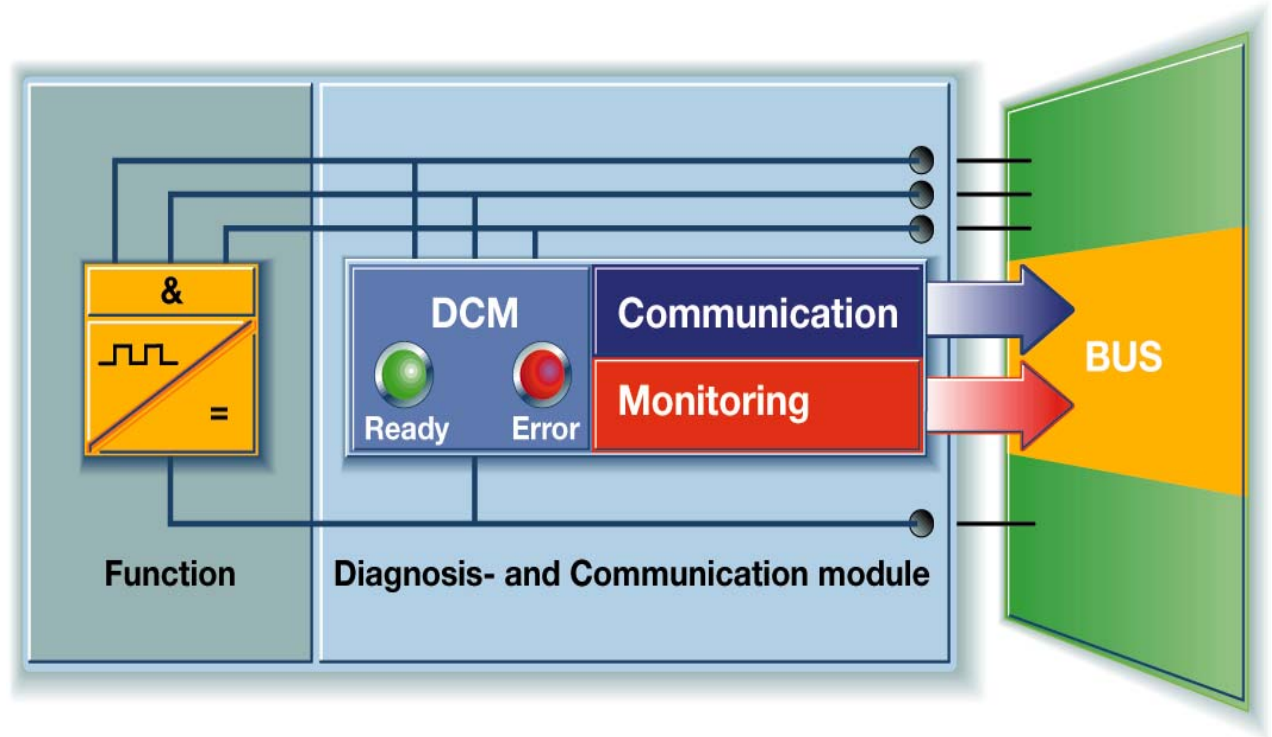 &
=
DCM
Ready
Error
Communication
Monitoring
BUS
Function
Diagnosis- and Communication module